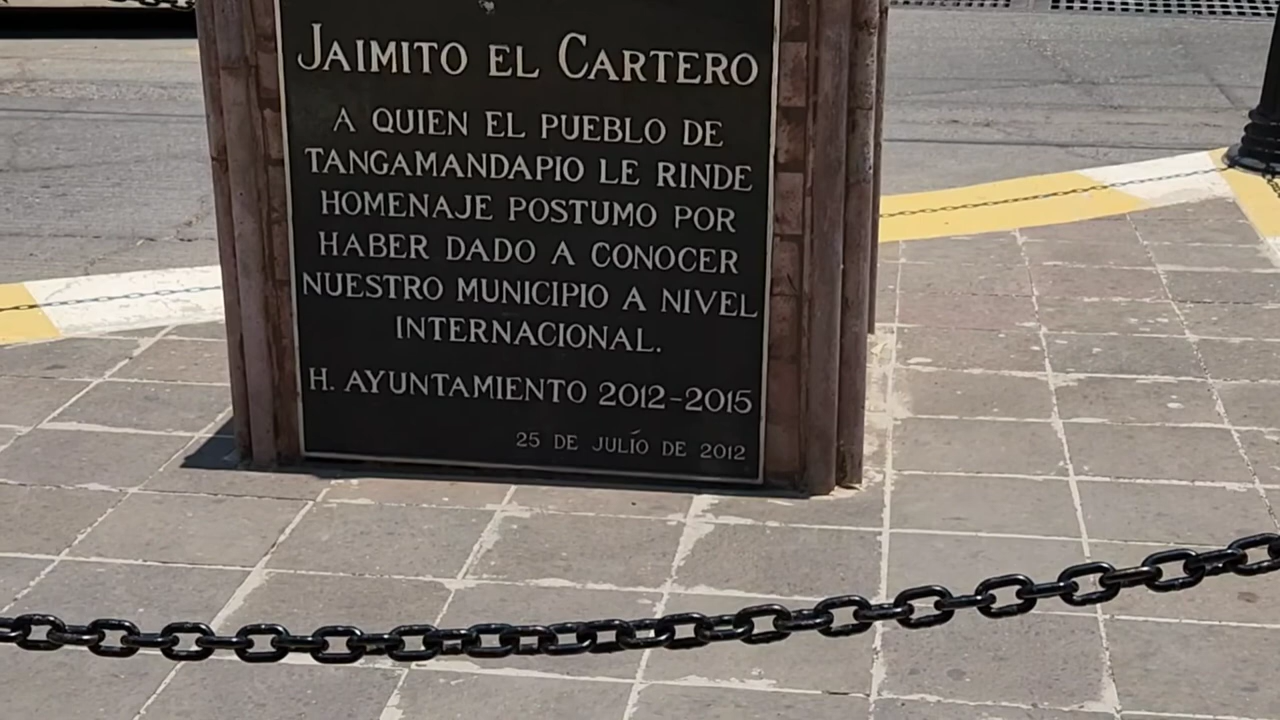 JAIMITO EL CARTERO
A QUIEN EL PUEBLO DE
TANGAMANDAPIO LE RINDE
HOMENAJE POSTUMO POR
HABER DADO A CONOCER
NUESTRO MUNICIPIO A NIVEL
INTERNACIONAL.
H. AYUNTAMIENTO 2012-2015
25 DE JULÍO DE 2012